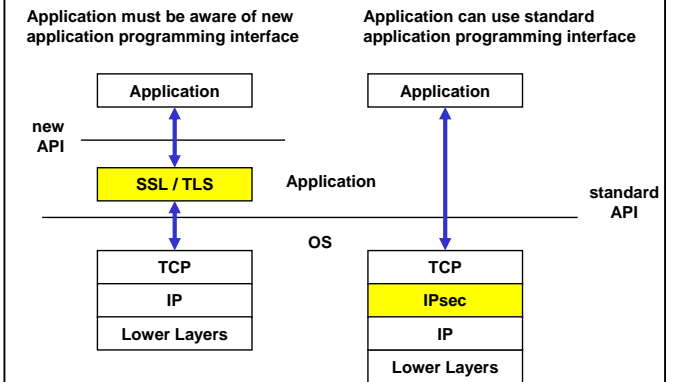 Application must be aware of new
application programming interface
Application can use standard
application programming interface
Application
Application
new
API
SSL / TLS
Application
standard
API
OS
TCP
IP
Lower Layers
TCP
IPsec
IP
Lower Layers